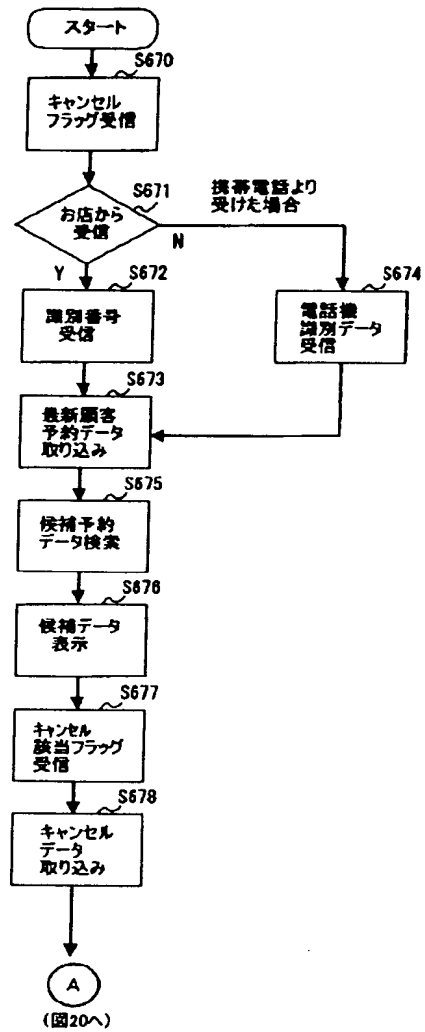 スタート
S670
キャンセル
フラッグ受信
S671
お店から
受信
携帯電話より
受けた場合
N
Y
S672
識別番号
受信
S674
電話機
識別データ
受信
S673
最新顧客
予約データ
取り込み
S675
候補予約
データ検索
S676
候補データ
表示
S677
キャンセル
該当フラッグ
受信
S678
キャンセル
データ
取り込み
A
(図20へ)